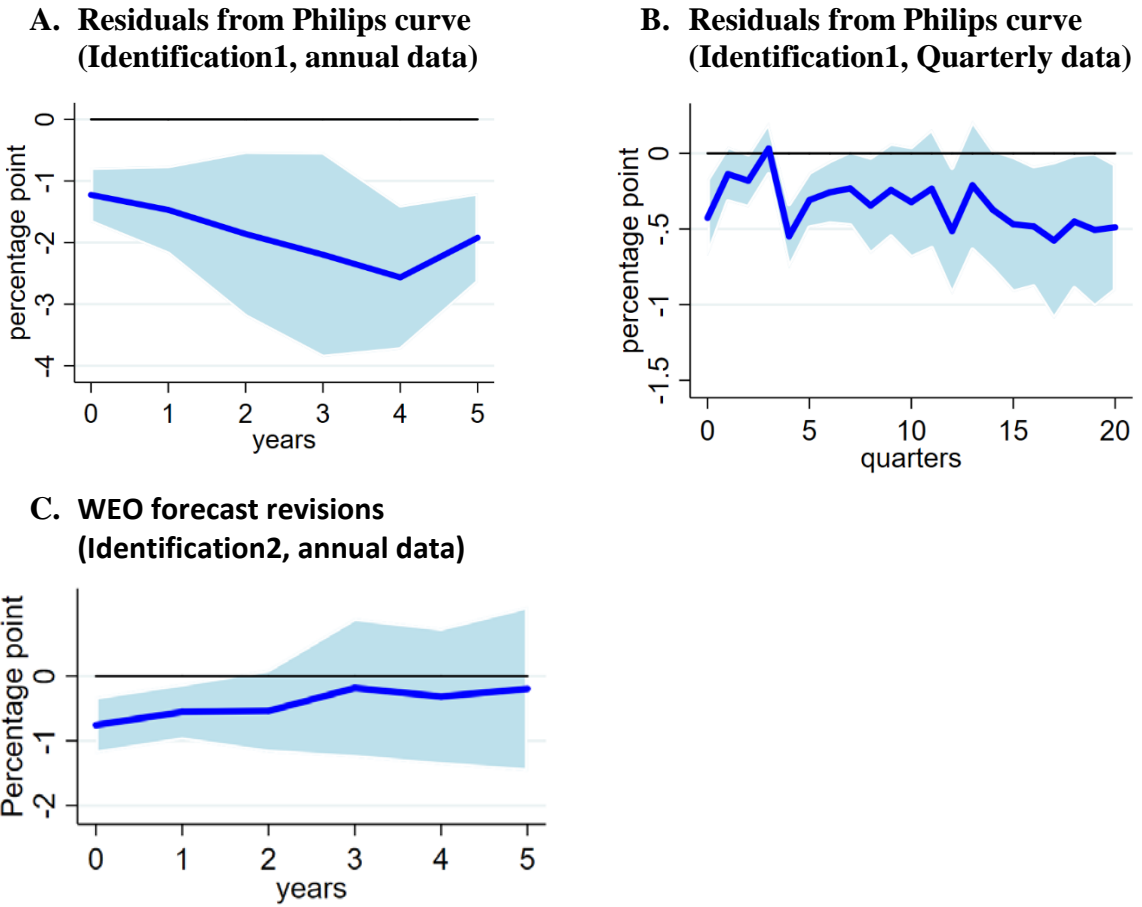 A. Residuals from Philips curve
(Identification1, annual data)
0
-1
-2
-3
-4
percentage point
0 1 2 3 4 5
years
B. Residuals from Philips curve
(Identification1, Quarterly data)
0
-.5
-1
-1.5
percentage point
0 5 10 15 20
quarters
C. WEO forecast revisions
(Identification2, annual data)
0
-1
-2
Percentage point
0 1 2 3 4 5
years